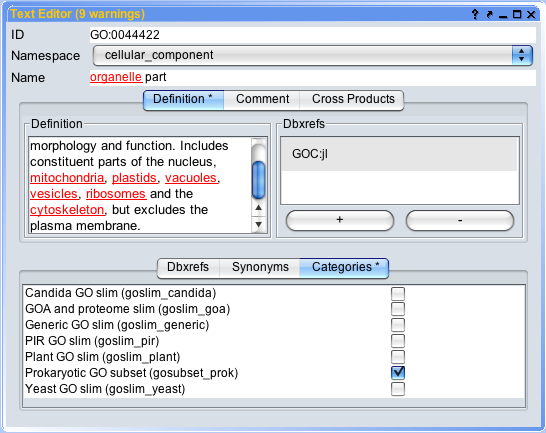 Text Editor (9 warnings)
ID GO:0044422
Namespace cellular_component
Name organelle part
Definition * Comment Cross Products
Definition
morphology and function. Includes
constituent parts of the nucleus,
mitochondria, plastids, vacuoles,
vesicles, ribosomes and the
cytoskeleton, but excludes the
plasma membrane.
Dbxrefs
GOC:jl
+ -
Dbxrefs Synonyms Categories *
Candida GO slim (goslim_candida)
GOA and proteome slim (goslim_goa)
Generic GO slim (goslim_generic)
PIR GO slim (goslim_pir)
Plant GO slim (goslim_plant)
Prokaryotic GO subset (gosubset_prok)
Yeast GO slim (goslim_yeast)